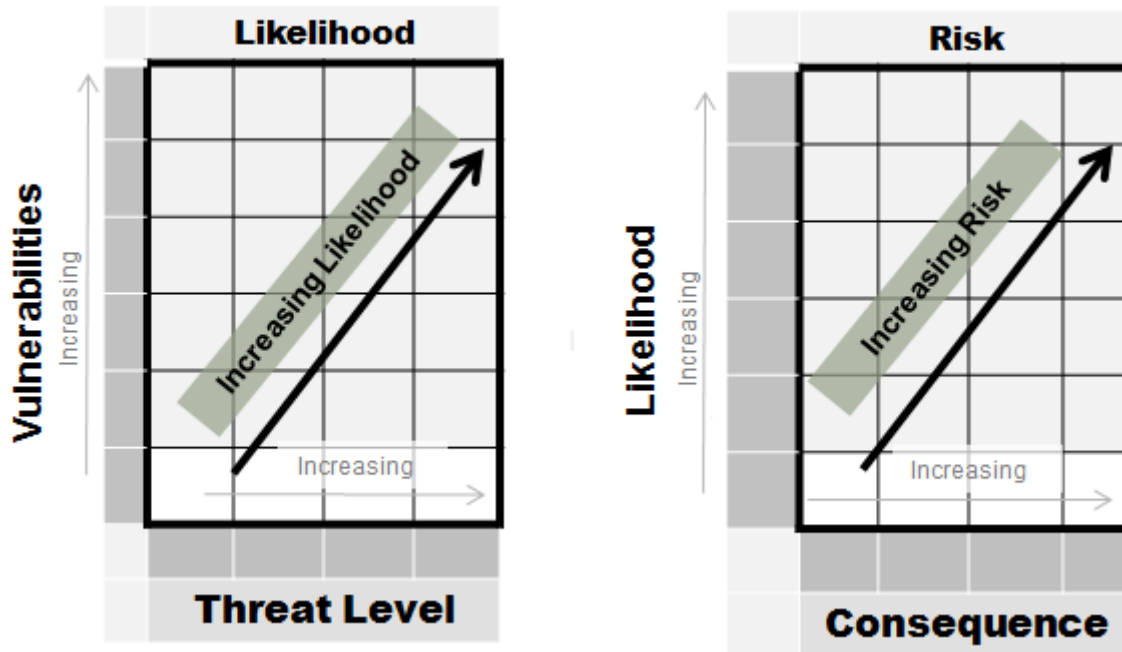 Likelihood
Vulnerabilities
Increasing
Increasing Likelihood
Increasing
Threat Level
Risk
Likelihood
Increasing
Increasing Risk
Increasing
Consequence